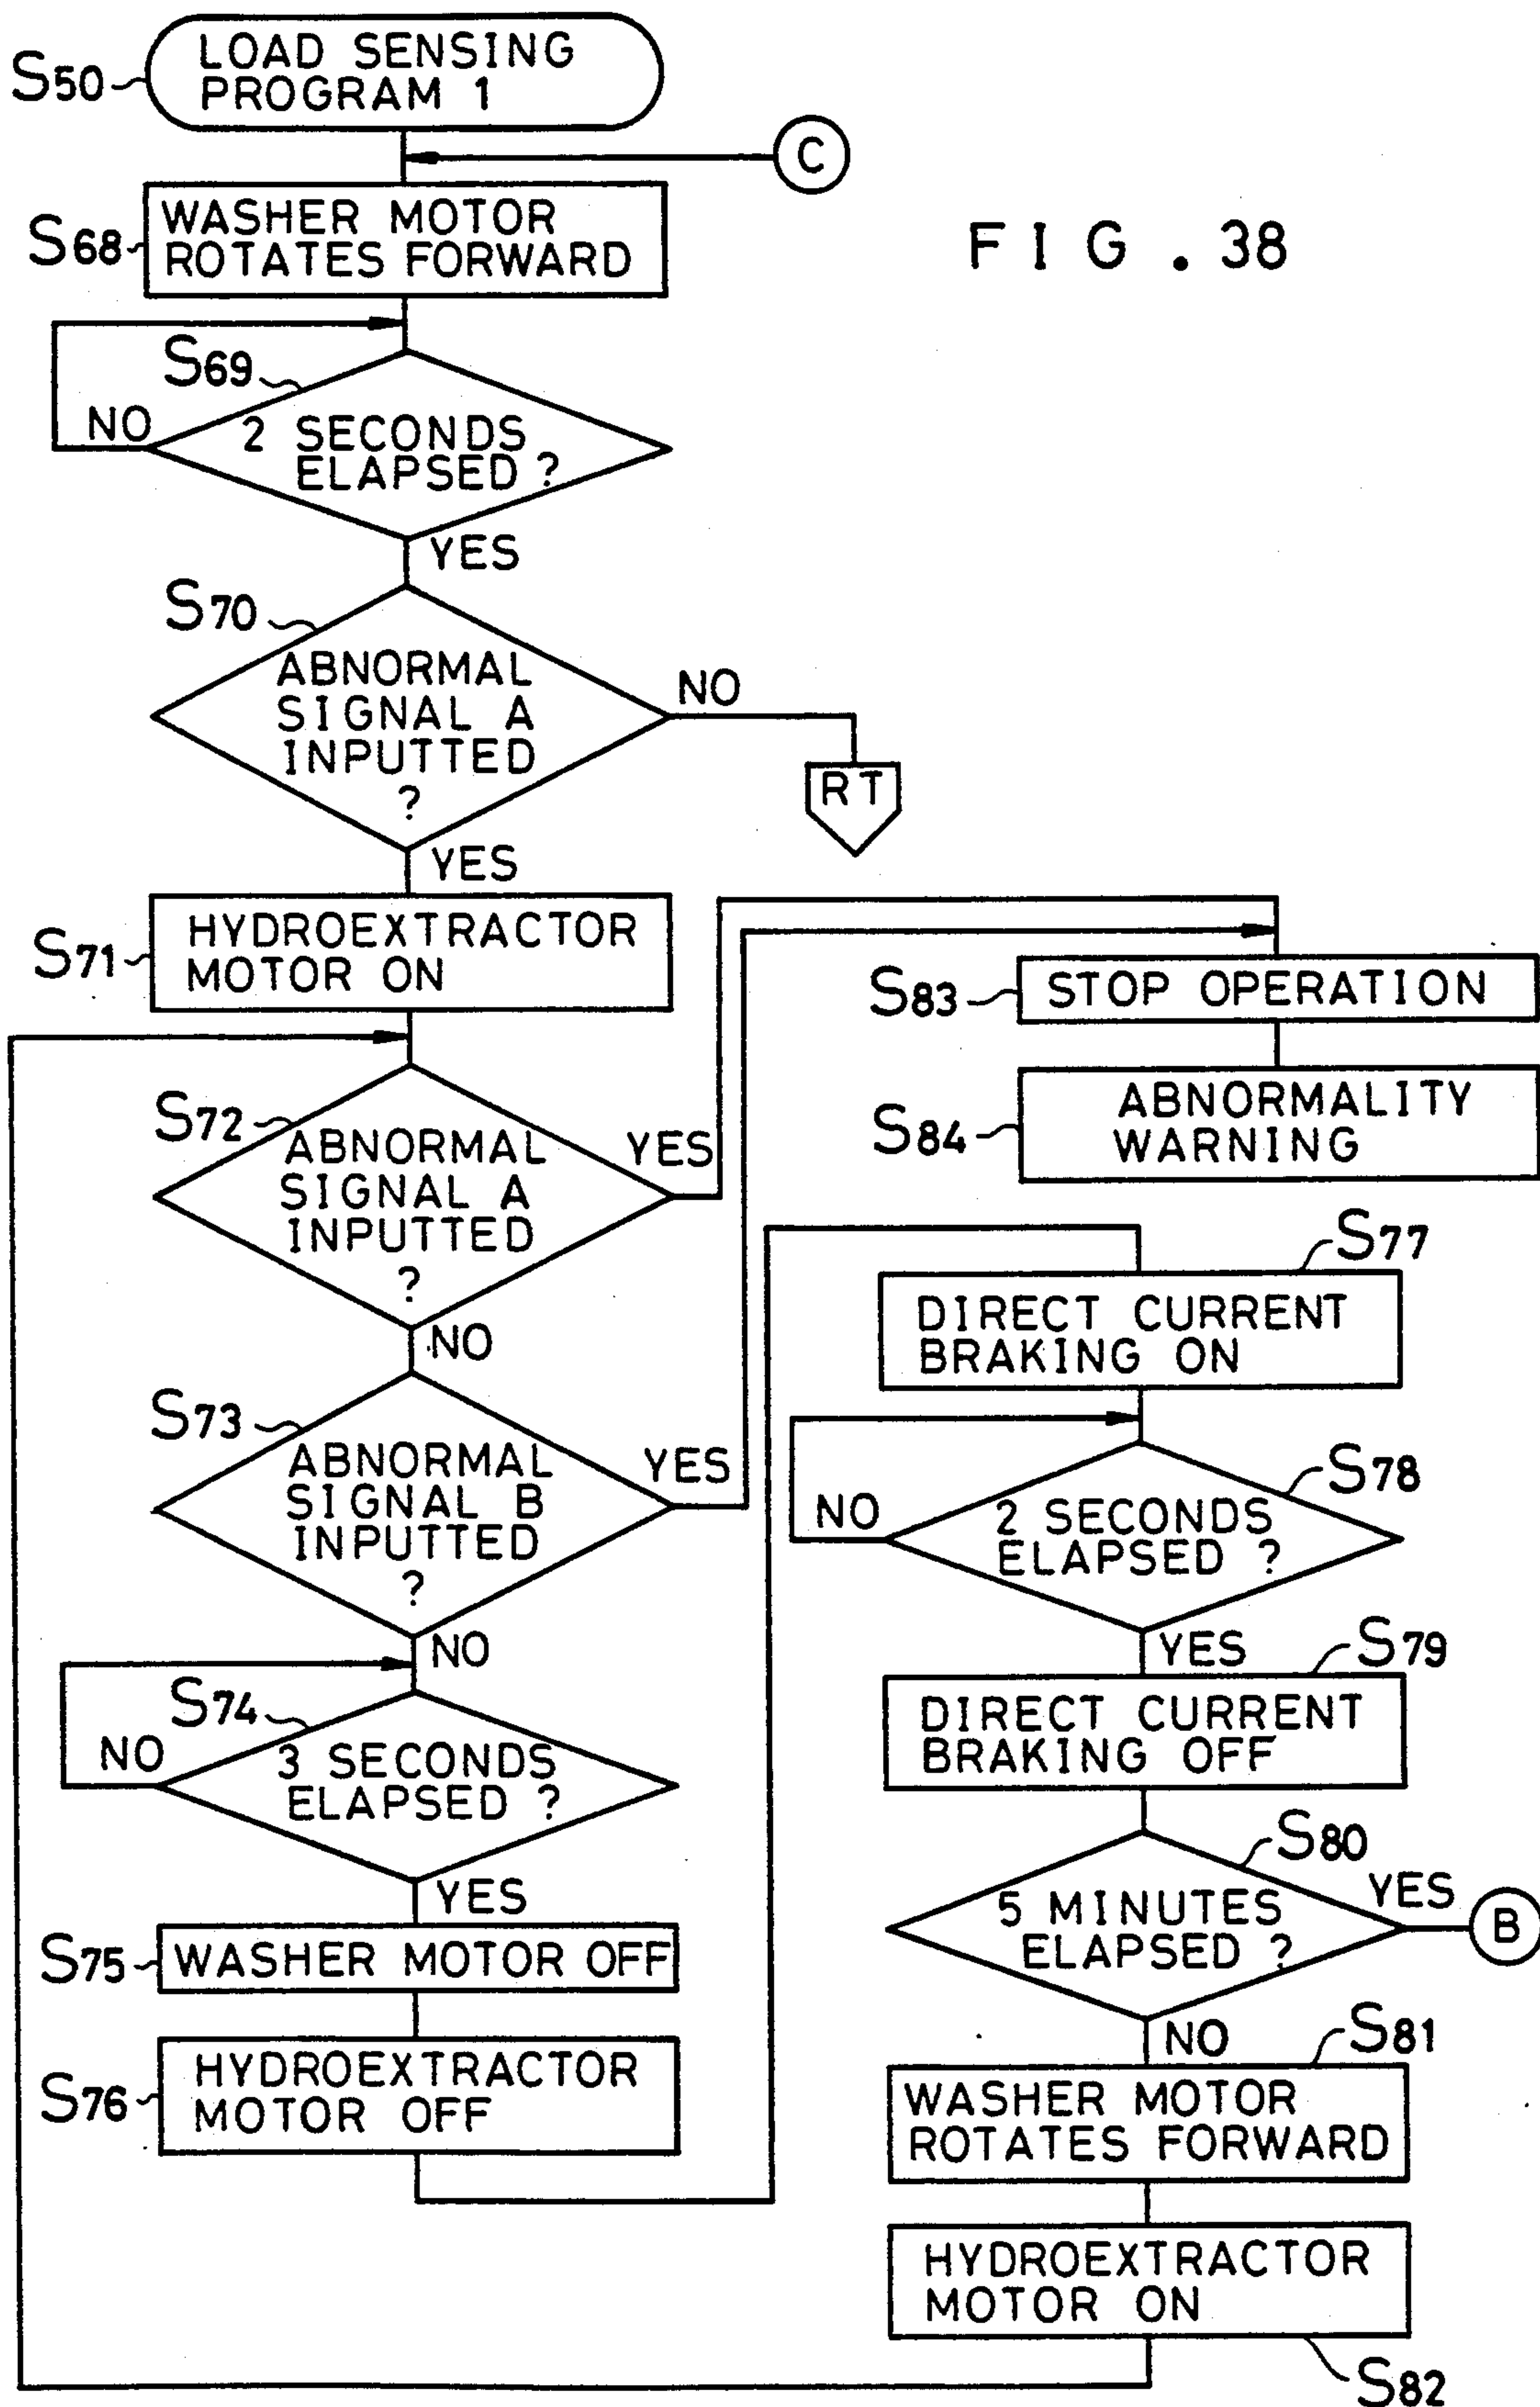 S50
LOAD SENSING
PROGRAM 1
C
S68
WASHER MOTOR
ROTATES FORWARD
FIG. 38
S69
NO
2 SECONDS
ELAPSED ?
YES
S70
ABNORMAL
SIGNAL A
INPUTTED
?
NO
RT
YES
S71
HYDROEXTRACTOR
MOTOR ON
S72
ABNORMAL
SIGNAL A
INPUTTED
?
YES
NO
S73
ABNORMAL
SIGNAL B
INPUTTED
?
YES
NO
S74
NO
3 SECONDS
ELAPSED ?
YES
S75
WASHER MOTOR OFF
S76
HYDROEXTRACTOR
MOTOR OFF
S83
STOP OPERATION
S84
ABNORMALITY
WARNING
S77
DIRECT CURRENT
BRAKING ON
S78
NO
2 SECONDS
ELAPSED ?
YES
S79
DIRECT CURRENT
BRAKING OFF
S80
5 MINUTES
ELAPSED ?
YES
B
NO
S81
WASHER MOTOR
ROTATES FORWARD
HYDROEXTRACTOR
MOTOR ON
S82